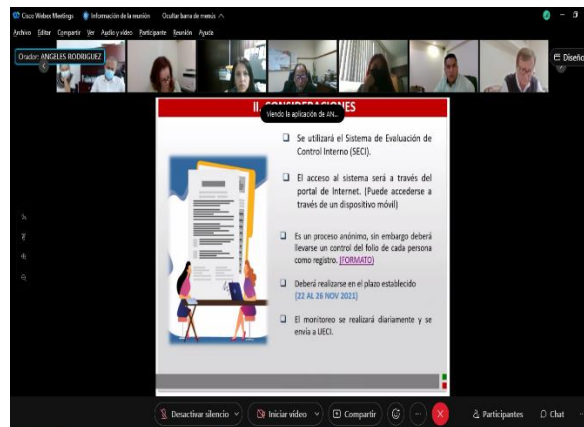 Cisco Webex Meetings Información de la reunión Ocultar barra de menús
Archivo Editar Compartir Ver Audio y vídeo Participante Reunión Ayuda
Orador: ANGELES RODRIGUEZ
Diseño
II. CONSIDERACIONES
Viendo la aplicación de AN...
Se utilizará el Sistema de Evaluación de
Control Interno (SECI).
El acceso al sistema será a través del
portal de Internet. (Puede accederse a
través de un dispositivo móvil)
Es un proceso anónimo, sin embargo deberá
llevarse un control del folio de cada persona
como registro. (FORMATO)
Deberá realizarse en el plazo establecido
(22 AL 26 NOV 2021)
El monitoreo se realizará diariamente y se
envía a UECI.
Desactivar silencio Iniciar vídeo Compartir Participantes Chat